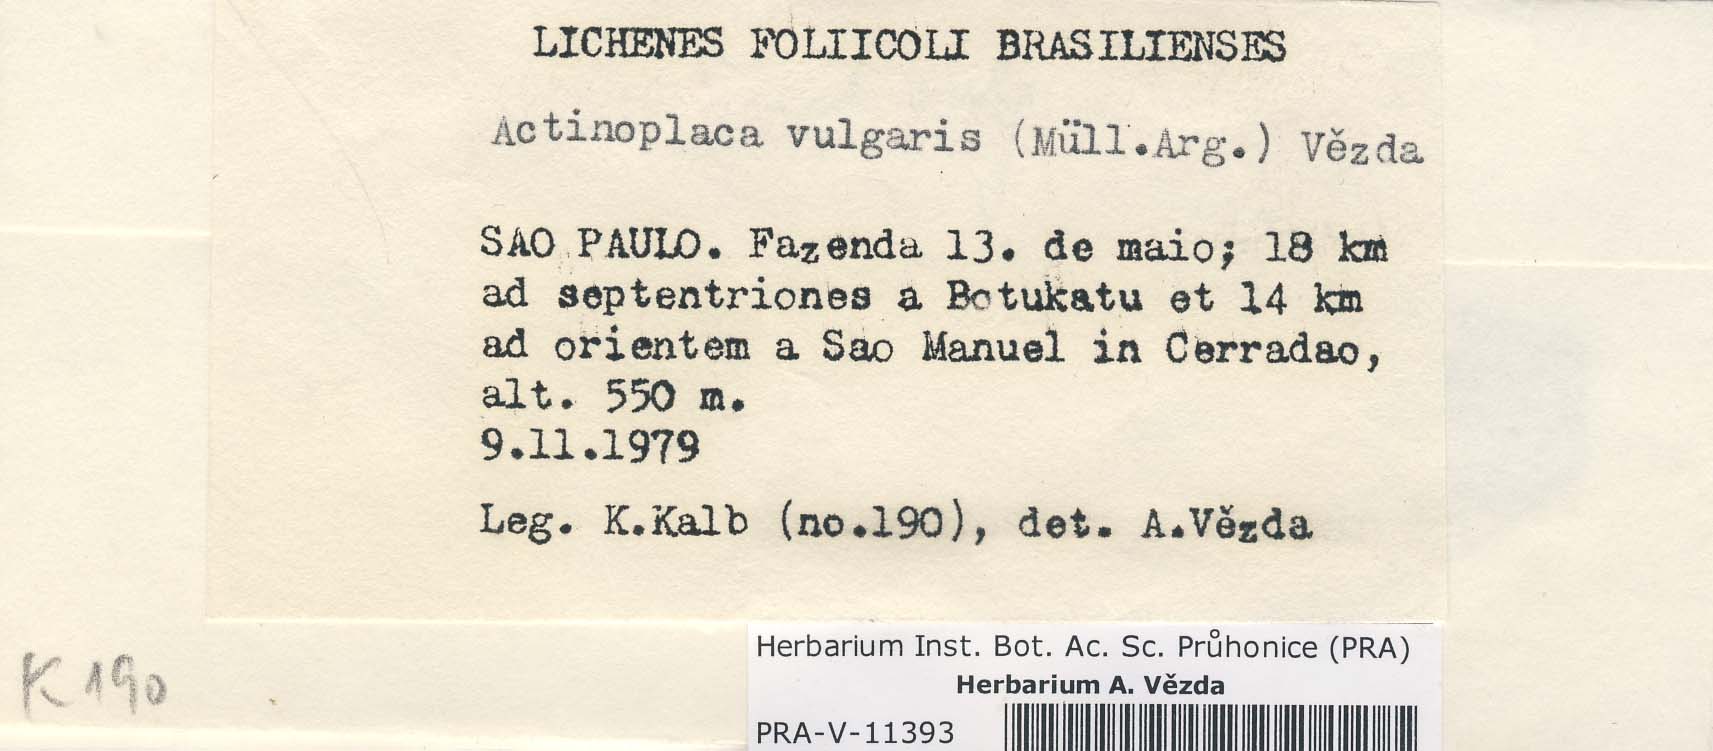 LICHENES FOLIICOLI BRASILIENSES
Actinoplaca vulgaris (Müll.Arg.) Vězda
SAO PAULO. Fazenda 13. de maio; 18 km
ad septentriones a Botukatu et 14 km
ad orientem a Sao Manuel in Cerradao,
alt. 550 m.
9.11.1979
Leg. K.Kalb (no.190), det. A.Vězda
K 190
Herbarium Inst. Bot. Ac. Sc. Průhonice (PRA)
Herbarium A. Vězda
PRA-V-11393